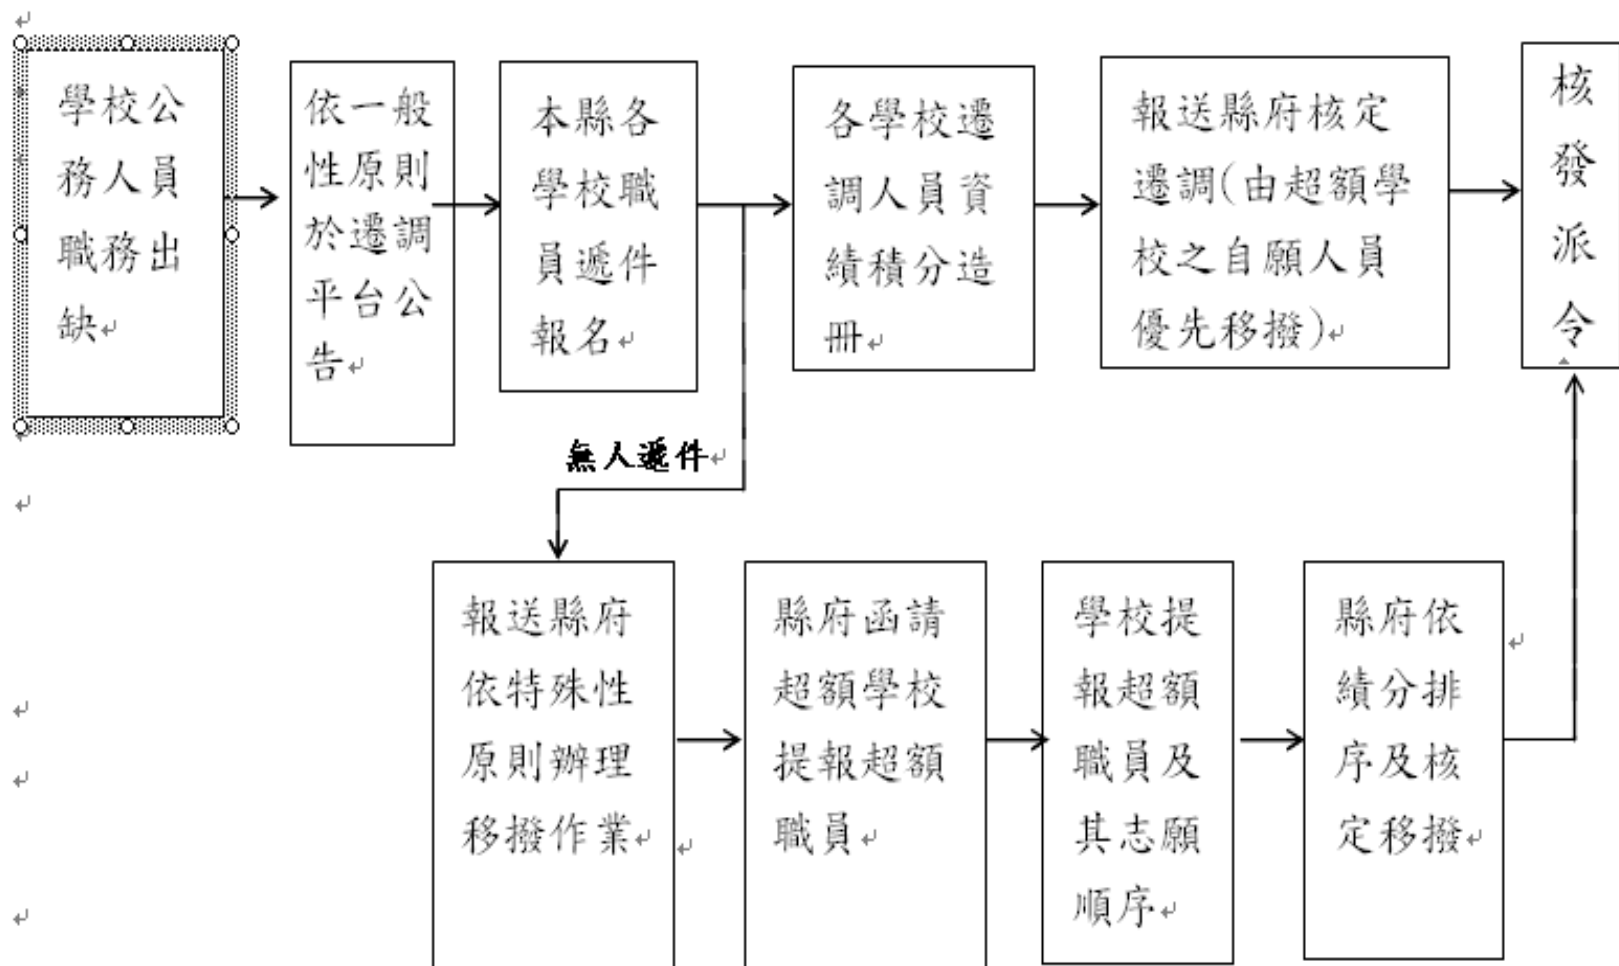 學校公
務人員
職務出
缺
依一般
性原則
於遷調
平台公
告
本縣各
學校職
員遞件
報名
各學校遷
調人員資
績積分造
冊
報送縣府核定
遷調(由超額學
校之自願人員
優先移撥)
核
發
派
令
無人遞件
報送縣府
依特殊性
原則辦理
移撥作業
縣府函請
超額學校
提報超額
職員
學校提
報超額
職員及
其志願
順序
縣府依
績分排
序及核
定移撥